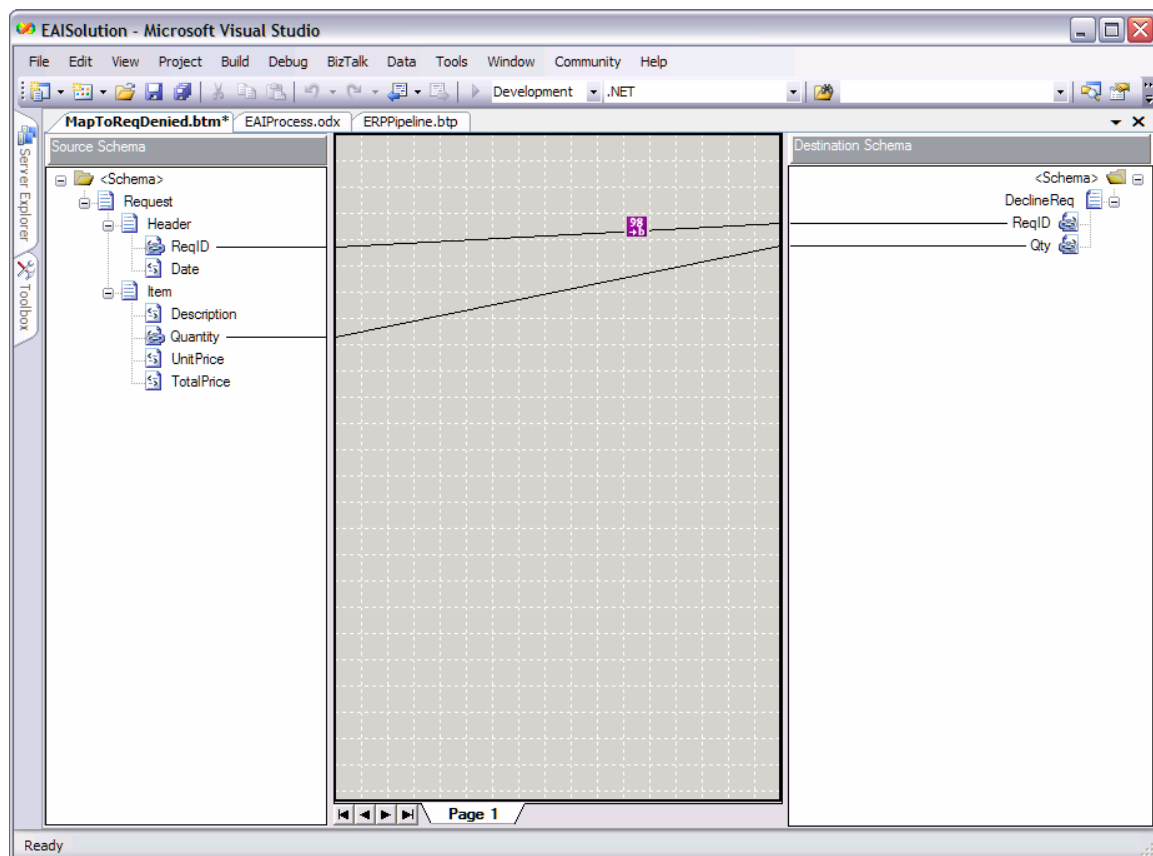 EAISolution - Microsoft Visual Studio
File Edit View Project Build Debug BizTalk Data Tools Window Community Help
Development .NET
MapToReqDenied.btm* EAIProcess.odx ERPPipeline.btp
Server Explorer
Toolbox
Source Schema
<Schema>
Request
Header
ReqID
Date
Item
Description
Quantity
UnitPrice
TotalPrice
98
→b
Destination Schema
<Schema>
DeclineReq
ReqID
Qty
Page 1
Ready